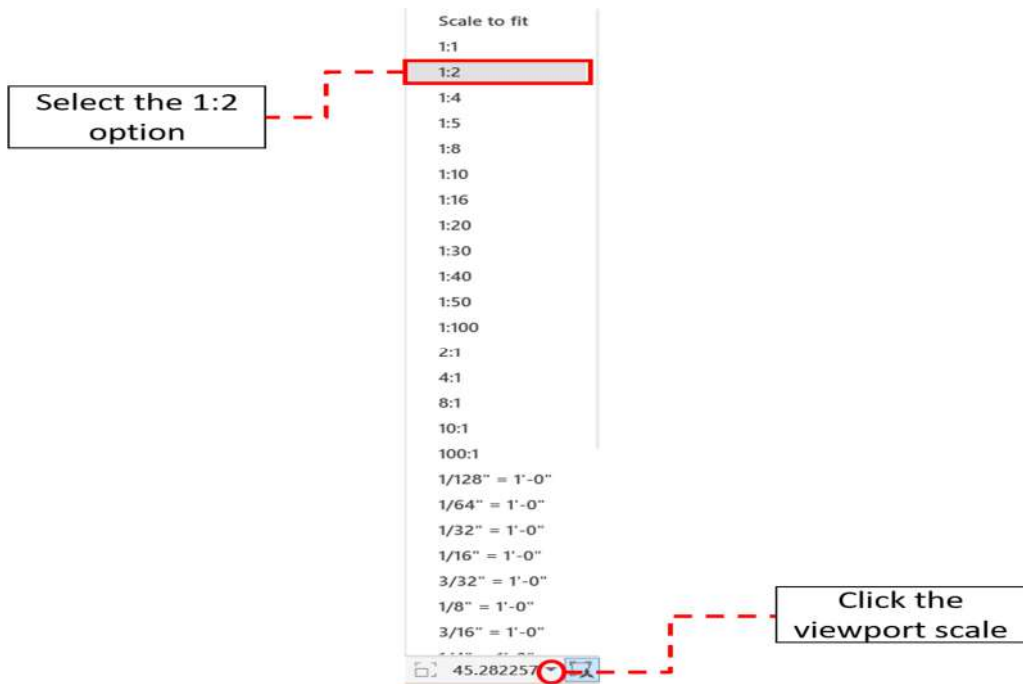 Scale to fit
1:1
1:2
Select the 1:2
option
1:4
1:5
1:8
1:10
1:16
1:20
1:30
1:40
1:50
1:100
2:1
4:1
8:1
10:1
100:1
1/128" = 1'-0"
1/64" = 1'-0"
1/32" = 1'-0"
1/16" = 1'-0"
3/32" = 1'-0"
1/8" = 1'-0"
3/16" = 1'-0"
Click the
viewport scale
45.282257